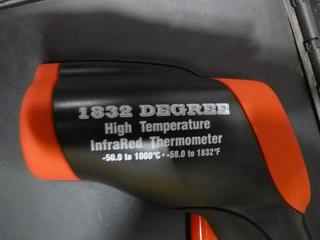 1832 DEGREE
High Temperature
InfraRed Thermometer
-50.0 to 1000°C • -58.0 to 1832°F